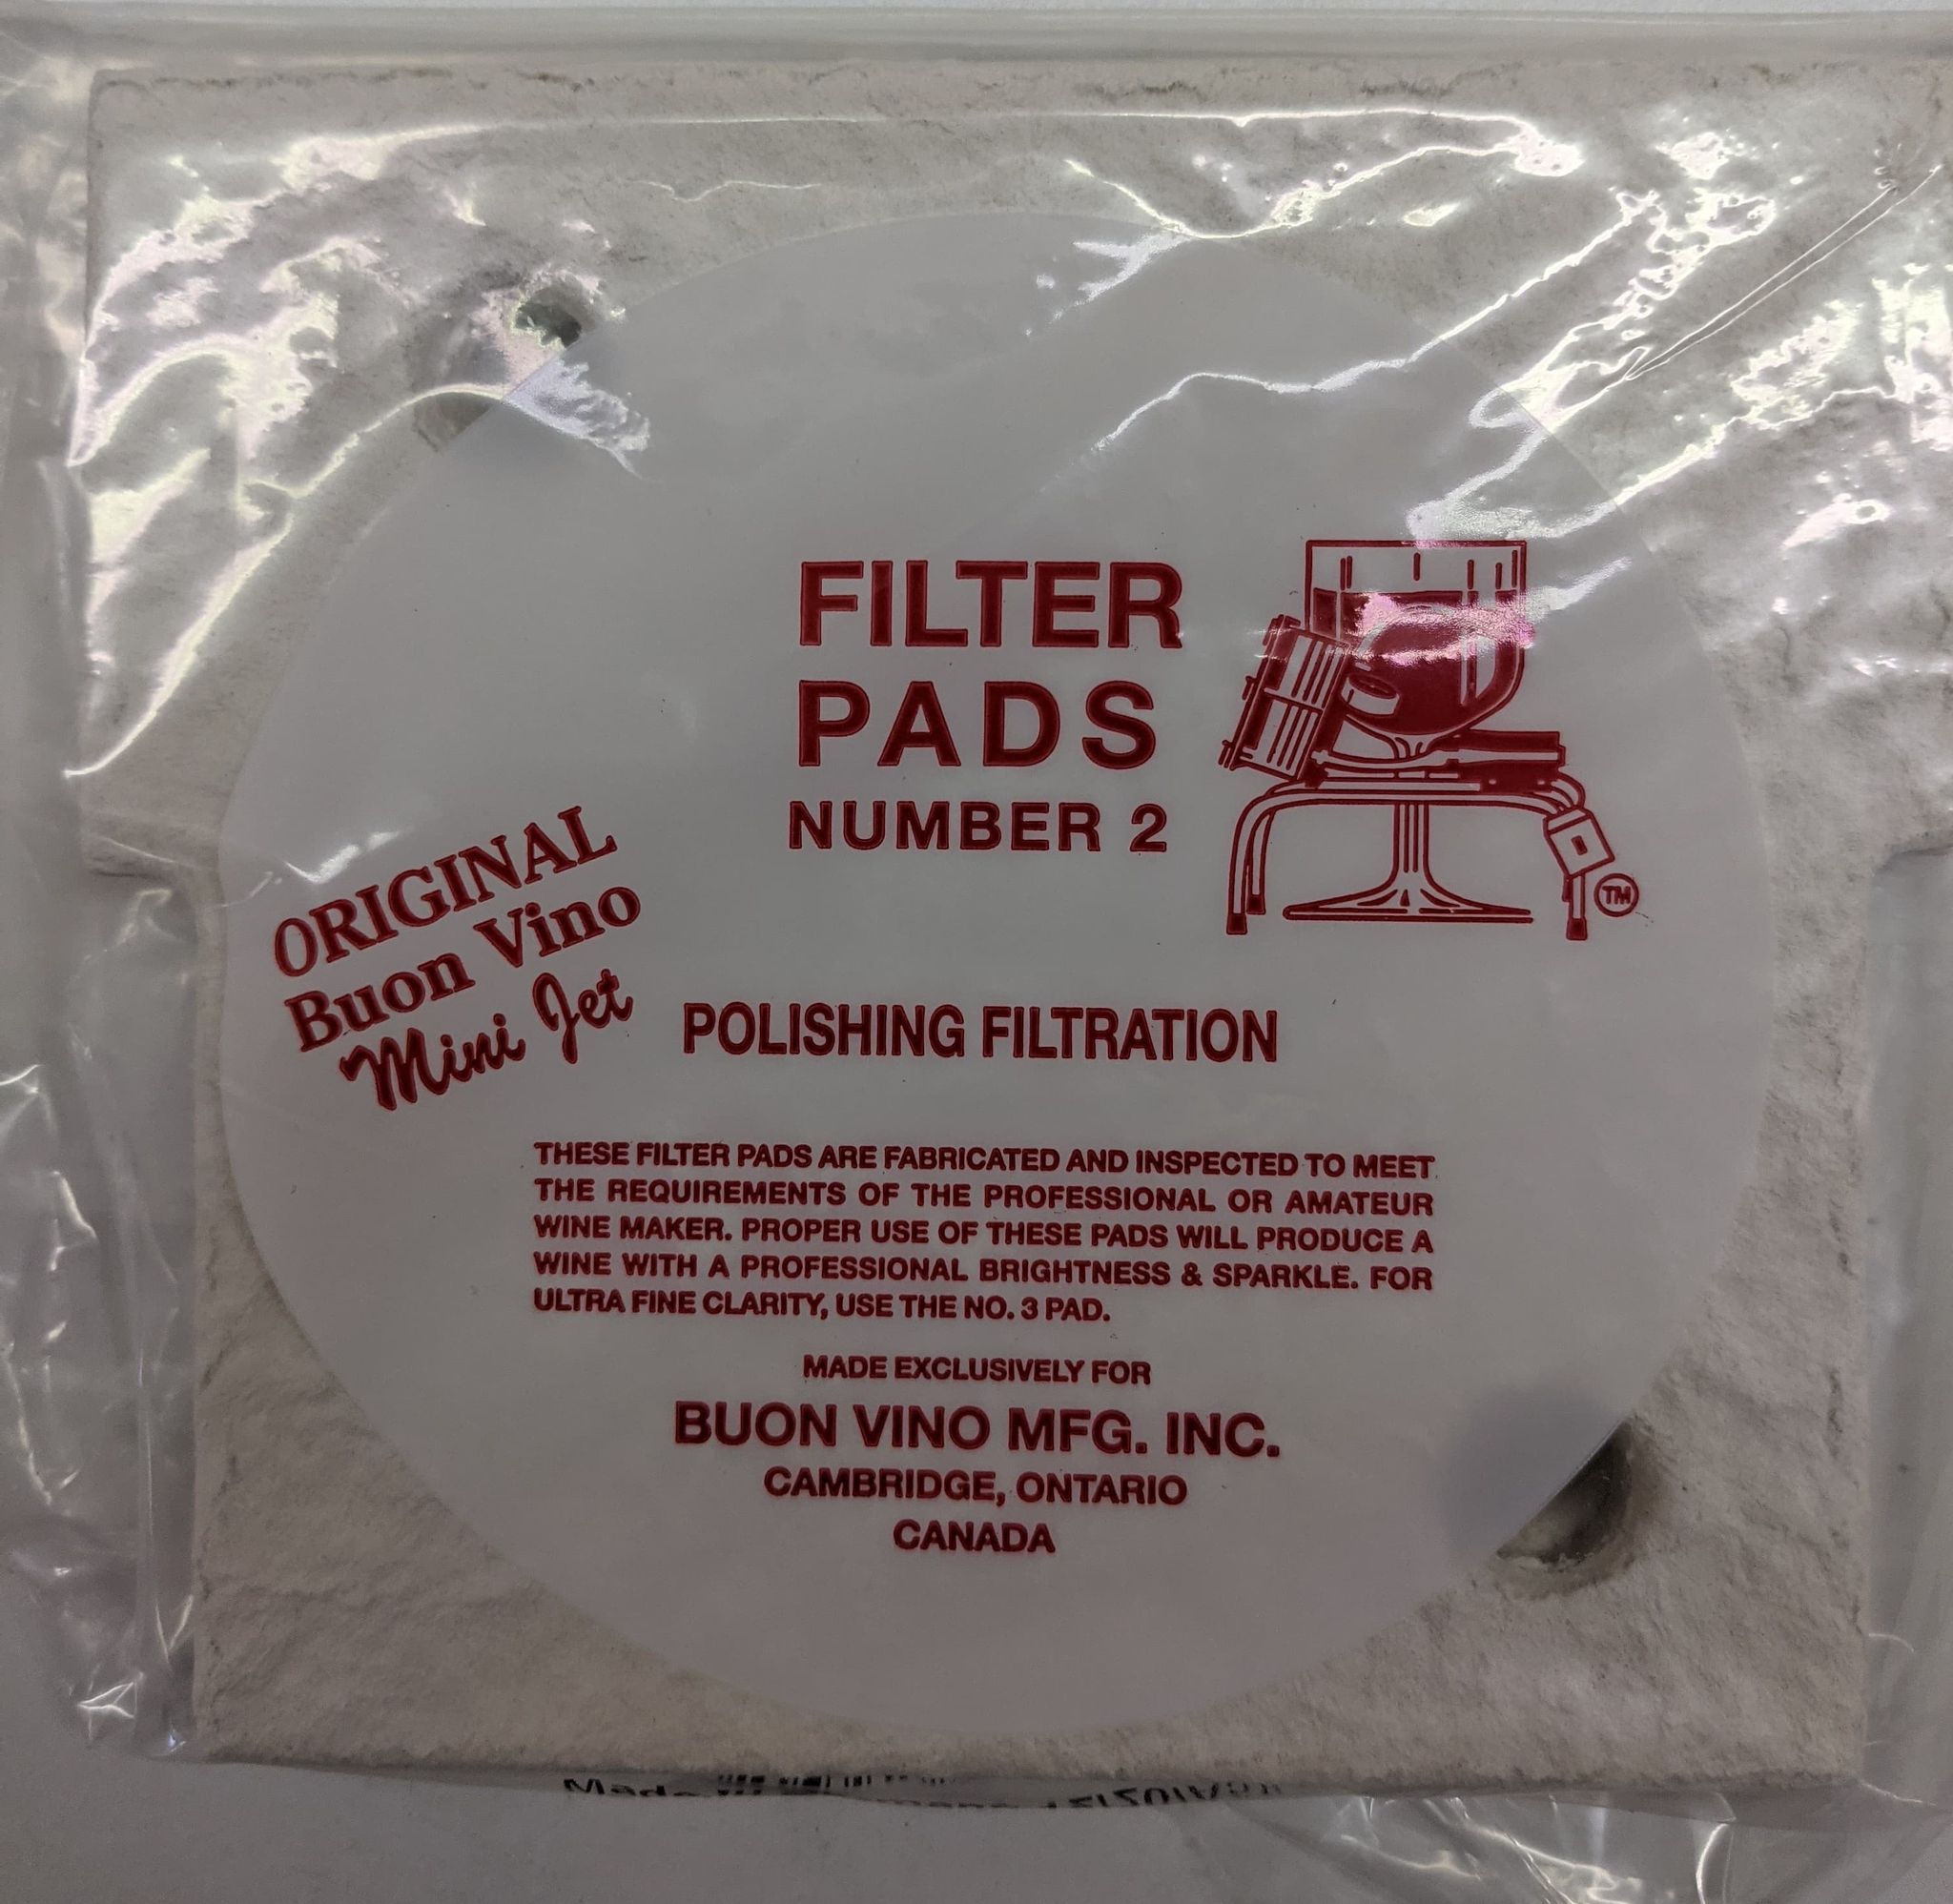 FILTER
PADS
NUMBER 2
TM
ORIGINAL
Buon Vino
Mini Jet
POLISHING FILTRATION
THESE FILTER PADS ARE FABRICATED AND INSPECTED TO MEET
THE REQUIREMENTS OF THE PROFESSIONAL OR AMATEUR
WINE MAKER. PROPER USE OF THESE PADS WILL PRODUCE A
WINE WITH A PROFESSIONAL BRIGHTNESS & SPARKLE. FOR
ULTRA FINE CLARITY, USE THE NO. 3 PAD.
MADE EXCLUSIVELY FOR
BUON VINO MFG. INC.
CAMBRIDGE, ONTARIO
CANADA
Made